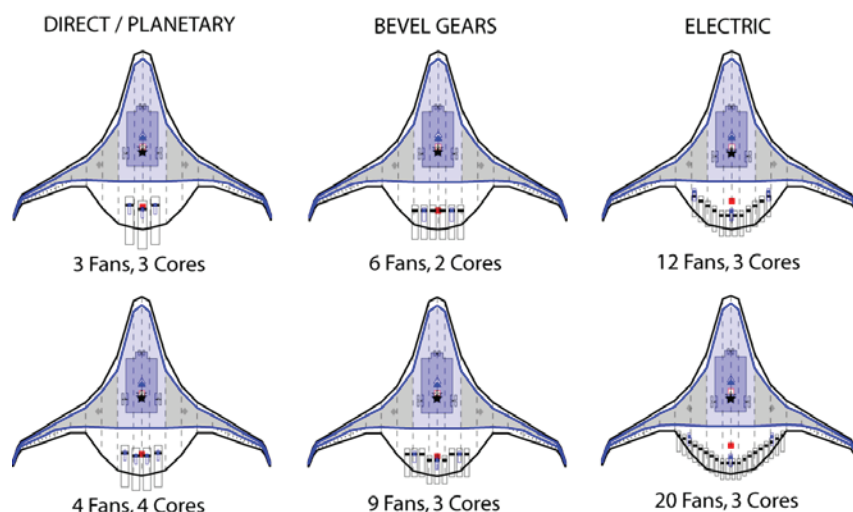 DIRECT / PLANETARY
BEVEL GEARS
ELECTRIC
3 Fans, 3 Cores
6 Fans, 2 Cores
12 Fans, 3 Cores
4 Fans, 4 Cores
9 Fans, 3 Cores
20 Fans, 3 Cores